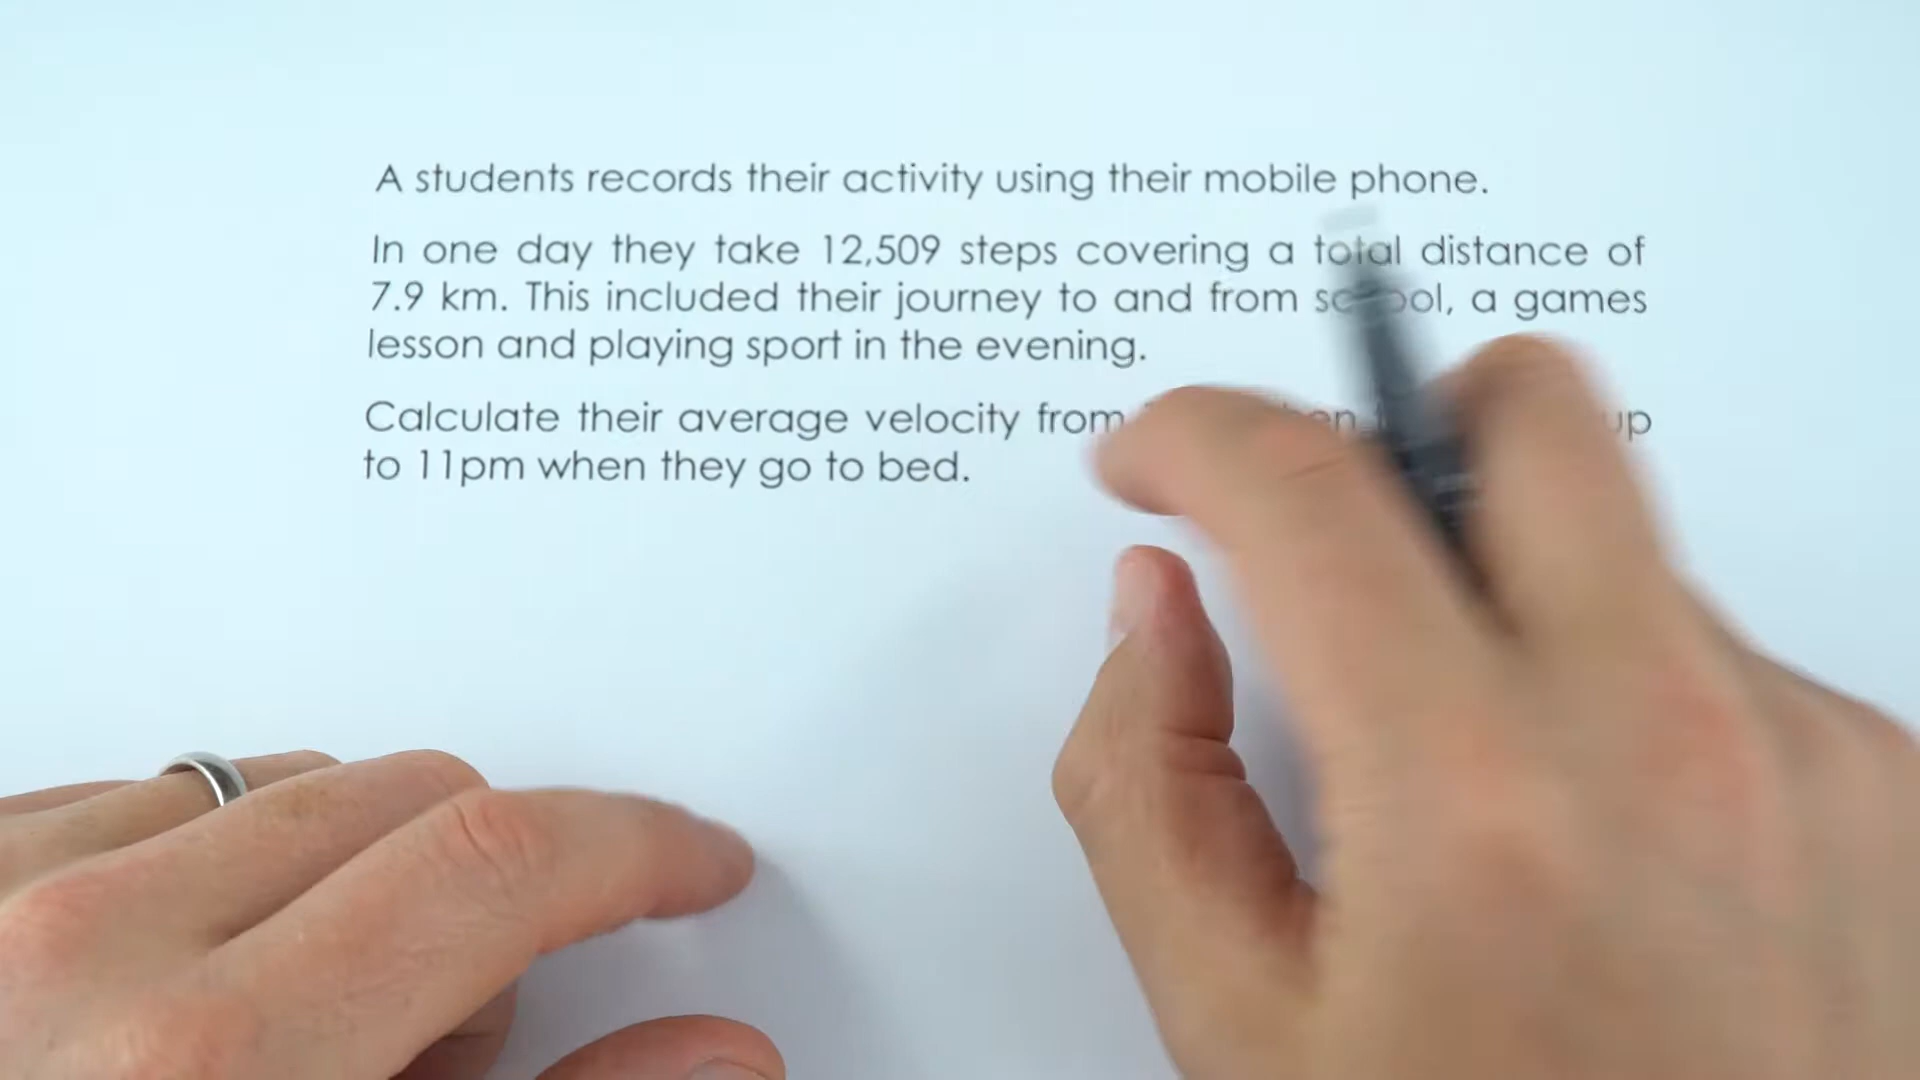 A students records their activity using their mobile phone.
In one day they take 12,509 steps covering a total distance of
7.9 km. This included their journey to and from school, a games
lesson and playing sport in the evening.
Calculate their average velocity from up
to 11pm when they go to bed.